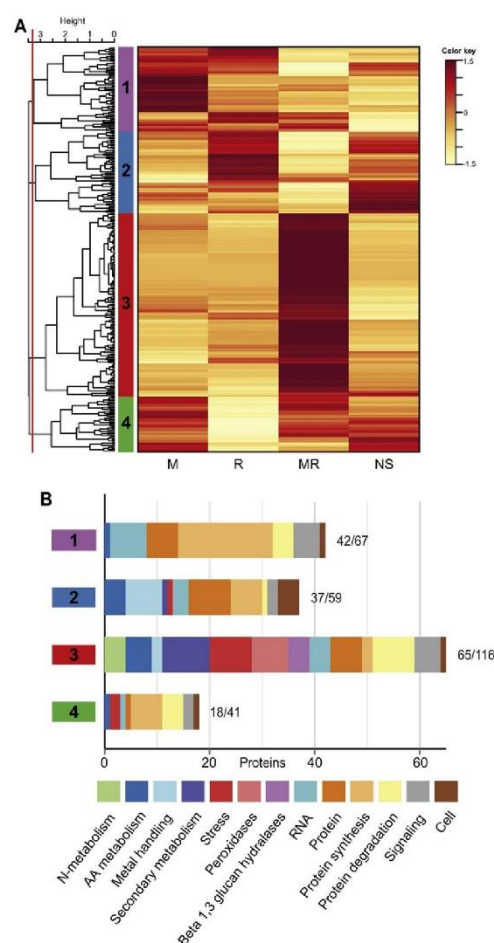 A
Height
3 2 1 0
Color key
1.5
0
-1.5
1
2
3
4
M R MR NS
B
1 42/67
2 37/59
3 65/116
4 18/41
0 20 40 60
Proteins
N-metabolism
AA metabolism
Metal handling
Secondary metabolism
Stress
Peroxidases
Beta 1.3 glucan hydralases
RNA
Protein
Protein synthesis
Protein degradation
Signaling
Cell